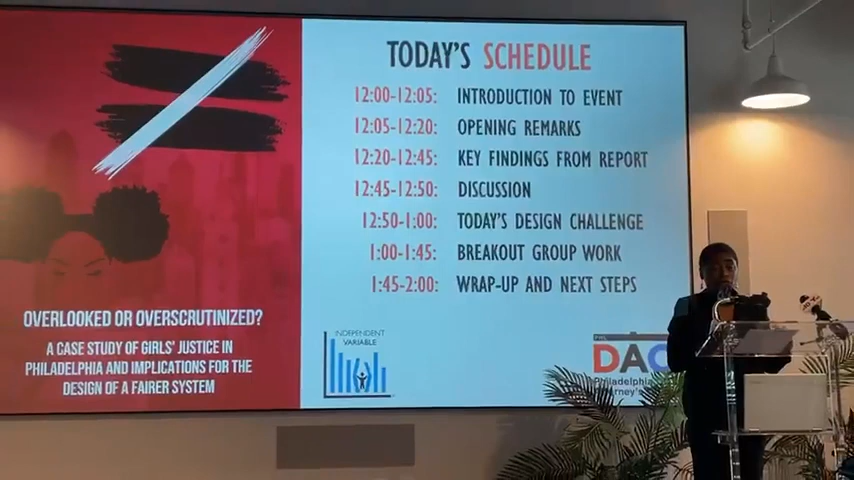 TODAY'S SCHEDULE
12:00-12:05: INTRODUCTION TO EVENT
12:05-12:20: OPENING REMARKS
12:20-12:45: KEY FINDINGS FROM REPORT
12:45-12:50: DISCUSSION
12:50-1:00: TODAY'S DESIGN CHALLENGE
1:00-1:45: BREAKOUT GROUP WORK
1:45-2:00: WRAP-UP AND NEXT STEPS
OVERLOOKED OR OVERSCRUTINIZED?
A CASE STUDY OF GIRLS' JUSTICE IN
PHILADELPHIA AND IMPLICATIONS FOR THE
DESIGN OF A FAIRER SYSTEM
INDEPENDENT
VARIABLE
DAO
Philadelphia